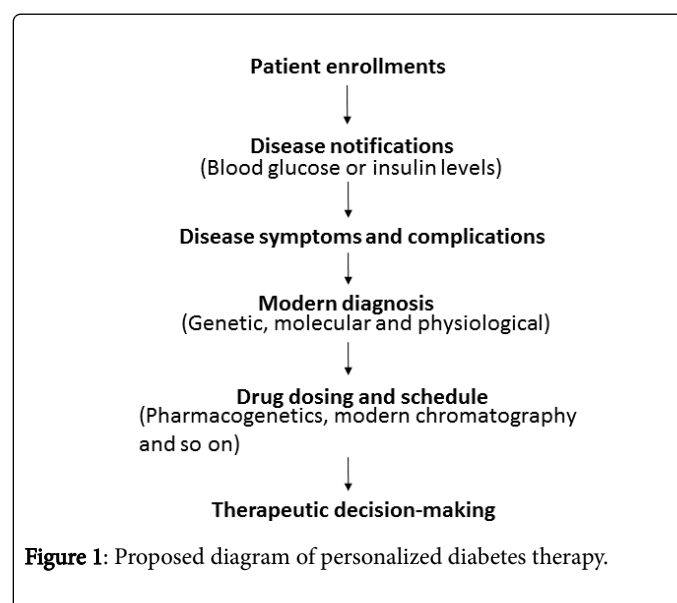 Patient enrollments
Disease notifications
(Blood glucose or insulin levels)
Disease symptoms and complications
Modern diagnosis
(Genetic, molecular and physiological)
Drug dosing and schedule
(Pharmacogenetics, modern chromatography
and so on)
Therapeutic decision-making
Figure 1: Proposed diagram of personalized diabetes therapy.